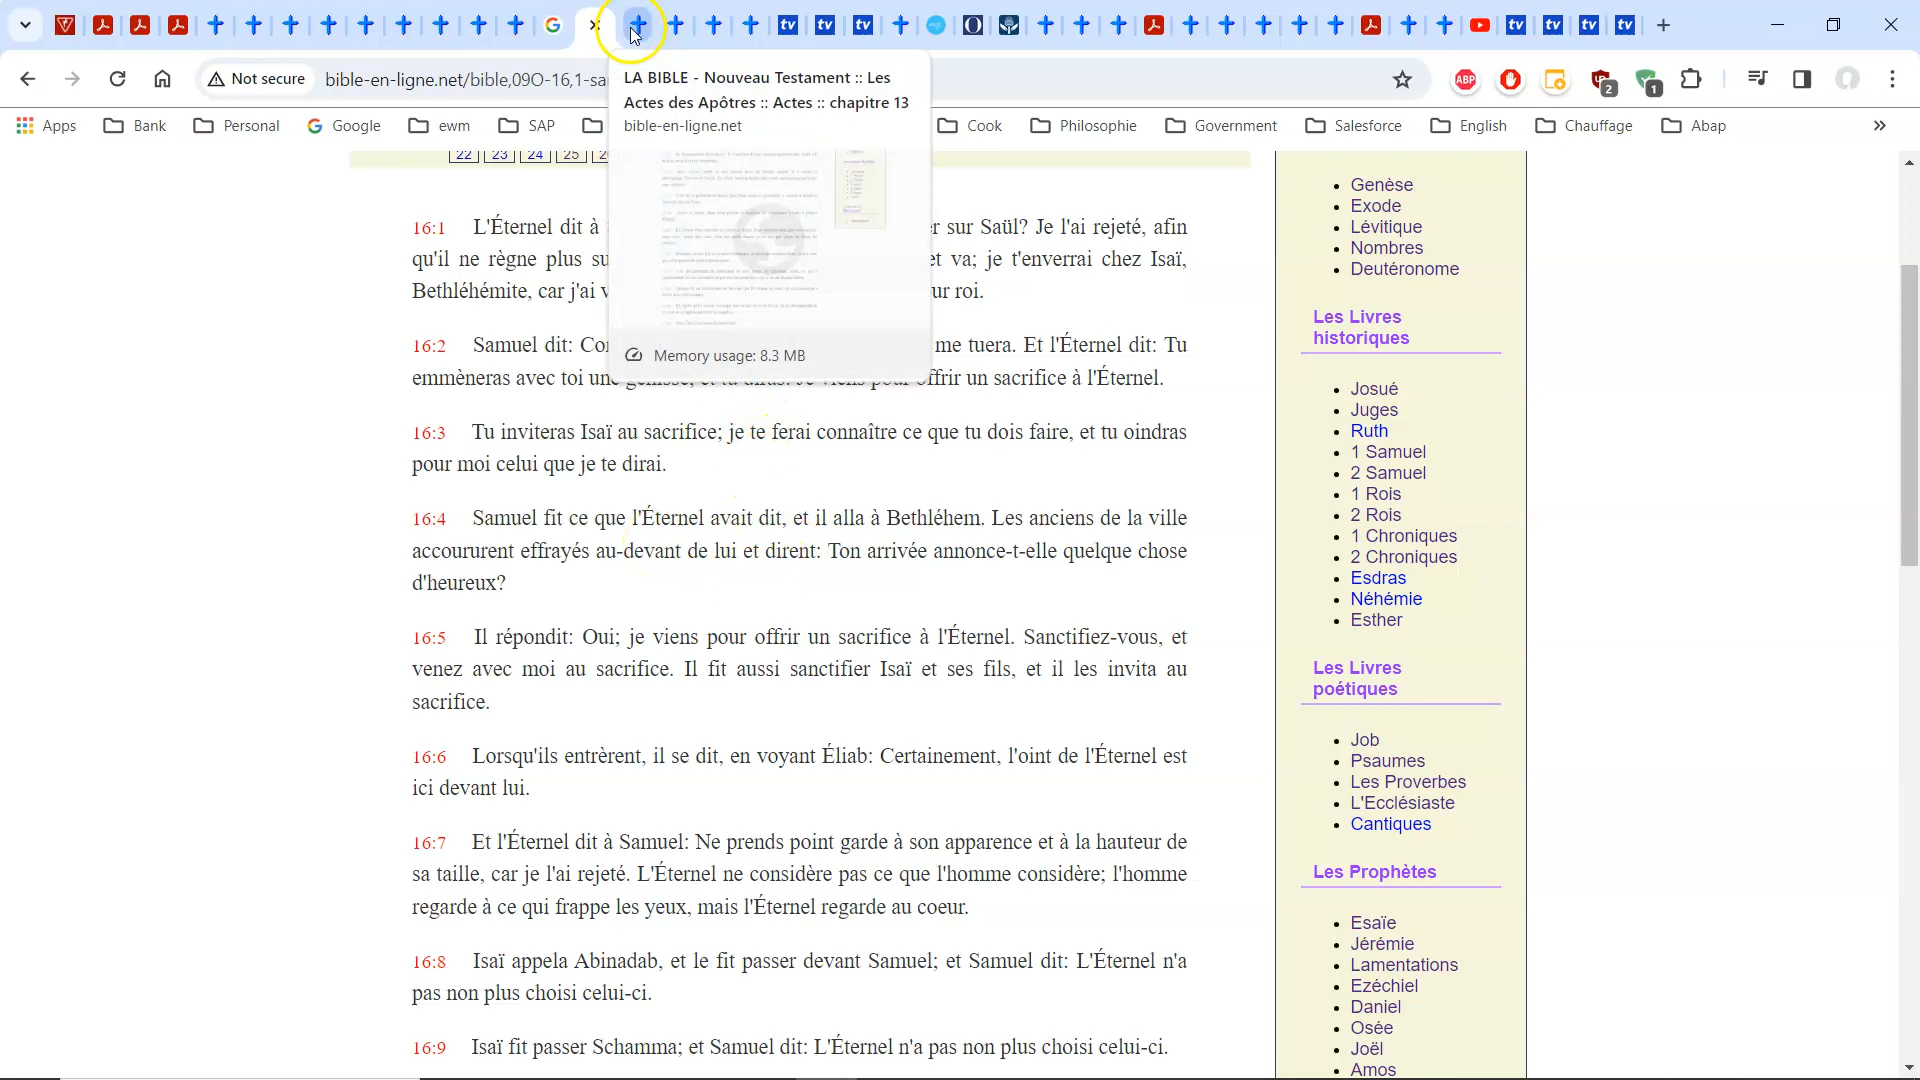 Not secure
bible-en-ligne.net/bible,09O-16,1-sa
ABP
2
1
LA BIBLE - Nouveau Testament :: Les
Actes des Apôtres :: Actes :: chapitre 13
bible-en-ligne.net
Memory usage: 8.3 MB
Apps
Bank
Personal
Google
ewm
SAP
Cook
Philosophie
Government
Salesforce
English
Chauffage
Abap
22 23 24 25
16:1 L'Éternel dit à
er sur Saül? Je l'ai rejeté, afin
qu'il ne règne plus su
et va; je t'enverrai chez Isaï,
Bethléhémite, car j'ai v
ur roi.
16:2 Samuel dit: Co
me tuera. Et l'Éternel dit: Tu
emmèneras avec toi une génisse, et tu diras: Je viens pour offrir un sacrifice à l'Éternel.
16:3 Tu inviteras Isaï au sacrifice; je te ferai connaître ce que tu dois faire, et tu oindras
pour moi celui que je te dirai.
16:4 Samuel fit ce que l'Éternel avait dit, et il alla à Bethléhem. Les anciens de la ville
accoururent effrayés au-devant de lui et dirent: Ton arrivée annonce-t-elle quelque chose
d'heureux?
16:5 Il répondit: Oui; je viens pour offrir un sacrifice à l'Éternel. Sanctifiez-vous, et
venez avec moi au sacrifice. Il fit aussi sanctifier Isaï et ses fils, et il les invita au
sacrifice.
16:6 Lorsqu'ils entrèrent, il se dit, en voyant Éliab: Certainement, l'oint de l'Éternel est
ici devant lui.
16:7 Et l'Éternel dit à Samuel: Ne prends point garde à son apparence et à la hauteur de
sa taille, car je l'ai rejeté. L'Éternel ne considère pas ce que l'homme considère; l'homme
regarde à ce qui frappe les yeux, mais l'Éternel regarde au coeur.
16:8 Isaï appela Abinadab, et le fit passer devant Samuel; et Samuel dit: L'Éternel n'a
pas non plus choisi celui-ci.
16:9 Isaï fit passer Schamma; et Samuel dit: L'Éternel n'a pas non plus choisi celui-ci.
Genèse
Exode
Lévitique
Nombres
Deutéronome
Les Livres
historiques
Josué
Juges
Ruth
1 Samuel
2 Samuel
1 Rois
2 Rois
1 Chroniques
2 Chroniques
Esdras
Néhémie
Esther
Les Livres
poétiques
Job
Psaumes
Les Proverbes
L'Ecclésiaste
Cantiques
Les Prophètes
Esaïe
Jérémie
Lamentations
Ezéchiel
Daniel
Osée
Joël
Amos